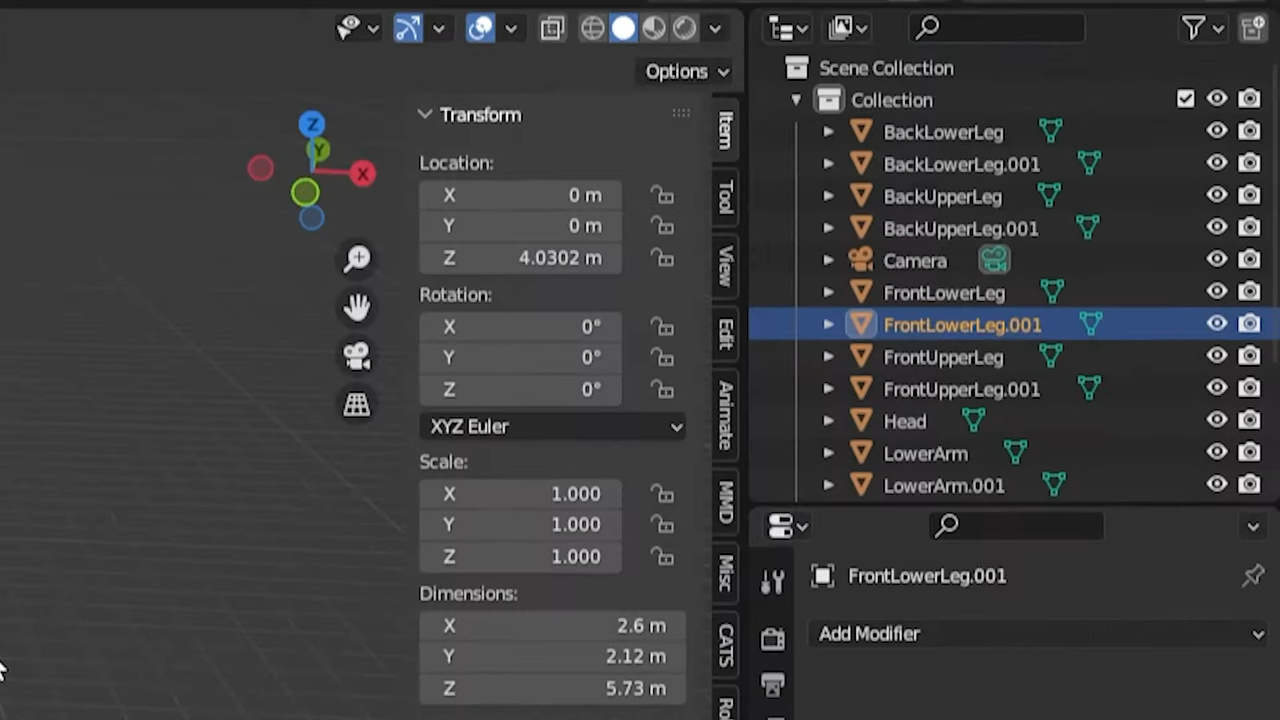 Options
Z
Y
X
Transform
Location:
X 0 m
Y 0 m
Z 4.0302 m
Rotation:
X 0°
Y 0°
Z 0°
XYZ Euler
Scale:
X 1.000
Y 1.000
Z 1.000
Dimensions:
X 2.6 m
Y 2.12 m
Z 5.73 m
Item
Tool
View
Edit
Animate
MMD
Misc
CATS
Scene Collection
Collection
BackLowerLeg
BackLowerLeg.001
BackUpperLeg
BackUpperLeg.001
Camera
FrontLowerLeg
FrontLowerLeg.001
FrontUpperLeg
FrontUpperLeg.001
Head
LowerArm
LowerArm.001
FrontLowerLeg.001
Add Modifier